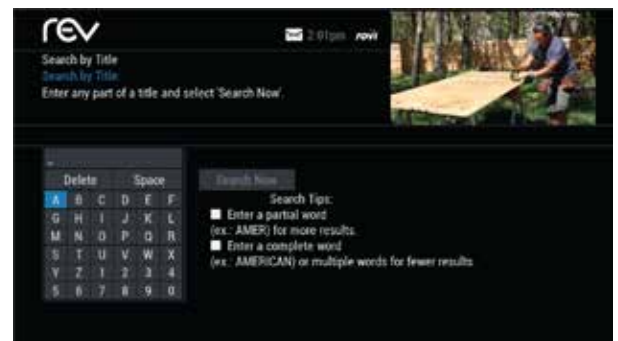 rev
2:01pm rovi
Search by Title
Search by Title
Enter any part of a title and select 'Search Now'.
Delete Space
Search Now
A B C D E F
G H I J K L
M N O P Q R
S T U V W X
Y Z 1 2 3 4
5 6 7 8 9 0
Search Tips:
Enter a partial word
(ex.: AMER) for more results.
Enter a complete word
(ex.: AMERICAN) or multiple words for fewer results